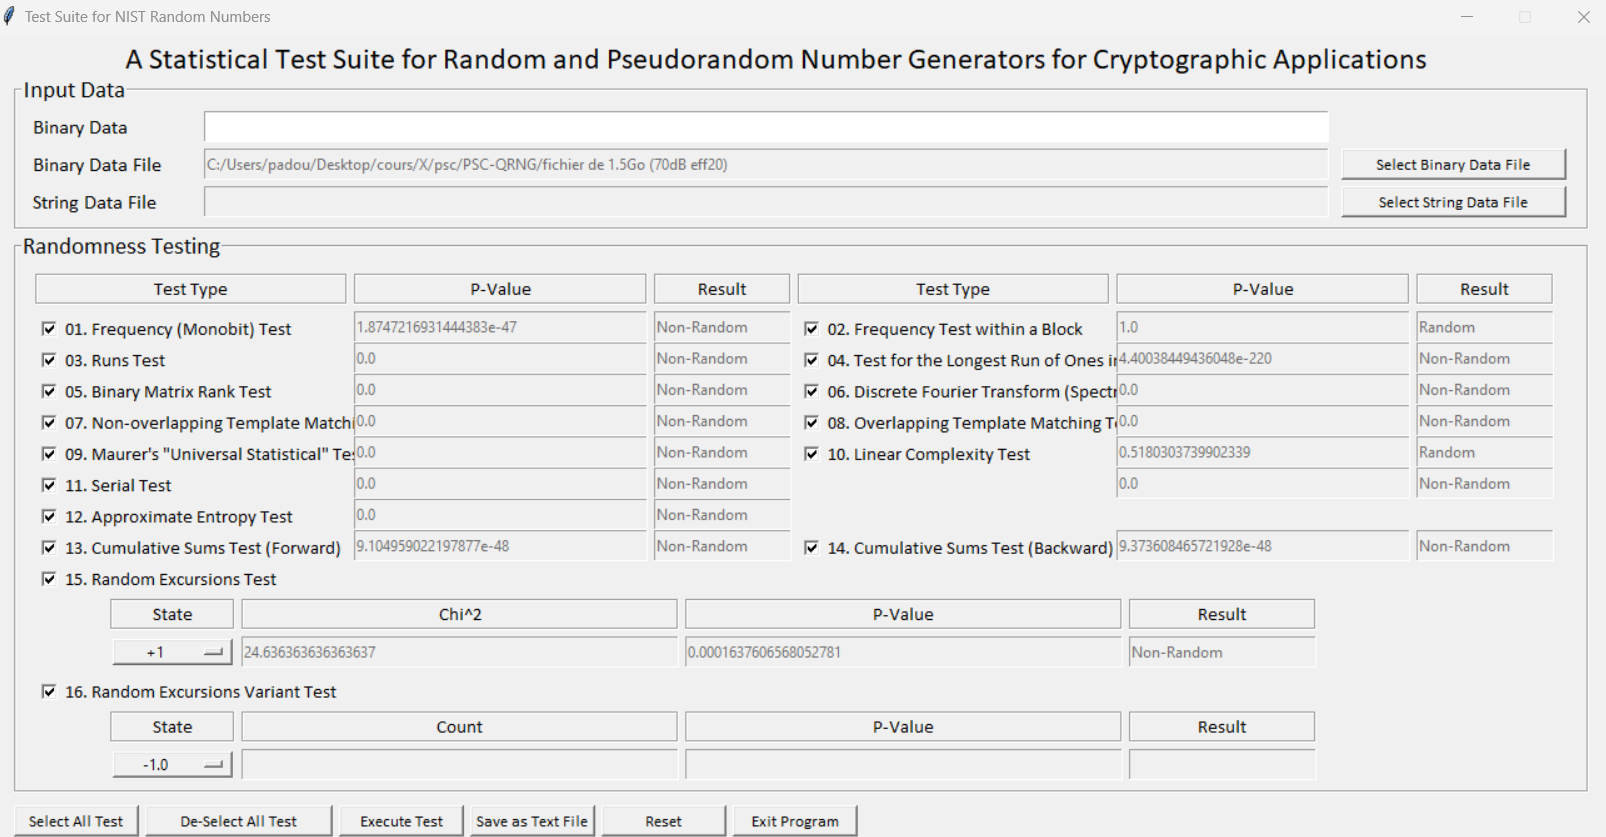 Test Suite for NIST Random Numbers
A Statistical Test Suite for Random and Pseudorandom Number Generators for Cryptographic Applications
Input Data
Binary Data
Binary Data File C:/Users/padou/Desktop/cours/X/psc/PSC-QRNG/fichier de 1.5Go (70dB eff20) Select Binary Data File
String Data File Select String Data File
Randomness Testing
Test Type P-Value Result Test Type P-Value Result
01. Frequency (Monobit) Test 1.8747216931444383e-47 Non-Random 02. Frequency Test within a Block 1.0 Random
03. Runs Test 0.0 Non-Random 04. Test for the Longest Run of Ones in 4.40038449436048e-220 Non-Random
05. Binary Matrix Rank Test 0.0 Non-Random 06. Discrete Fourier Transform (Spectr 0.0 Non-Random
07. Non-overlapping Template Matchi 0.0 Non-Random 08. Overlapping Template Matching T 0.0 Non-Random
09. Maurer's "Universal Statistical" Tes 0.0 Non-Random 10. Linear Complexity Test 0.5180303739902339 Random
11. Serial Test 0.0 Non-Random 0.0 Non-Random
12. Approximate Entropy Test 0.0 Non-Random
13. Cumulative Sums Test (Forward) 9.104959022197877e-48 Non-Random 14. Cumulative Sums Test (Backward) 9.373608465721928e-48 Non-Random
15. Random Excursions Test
State Chi^2 P-Value Result
+1 24.636363636363637 0.0001637606568052781 Non-Random
16. Random Excursions Variant Test
State Count P-Value Result
-1.0
Select All Test De-Select All Test Execute Test Save as Text File Reset Exit Program